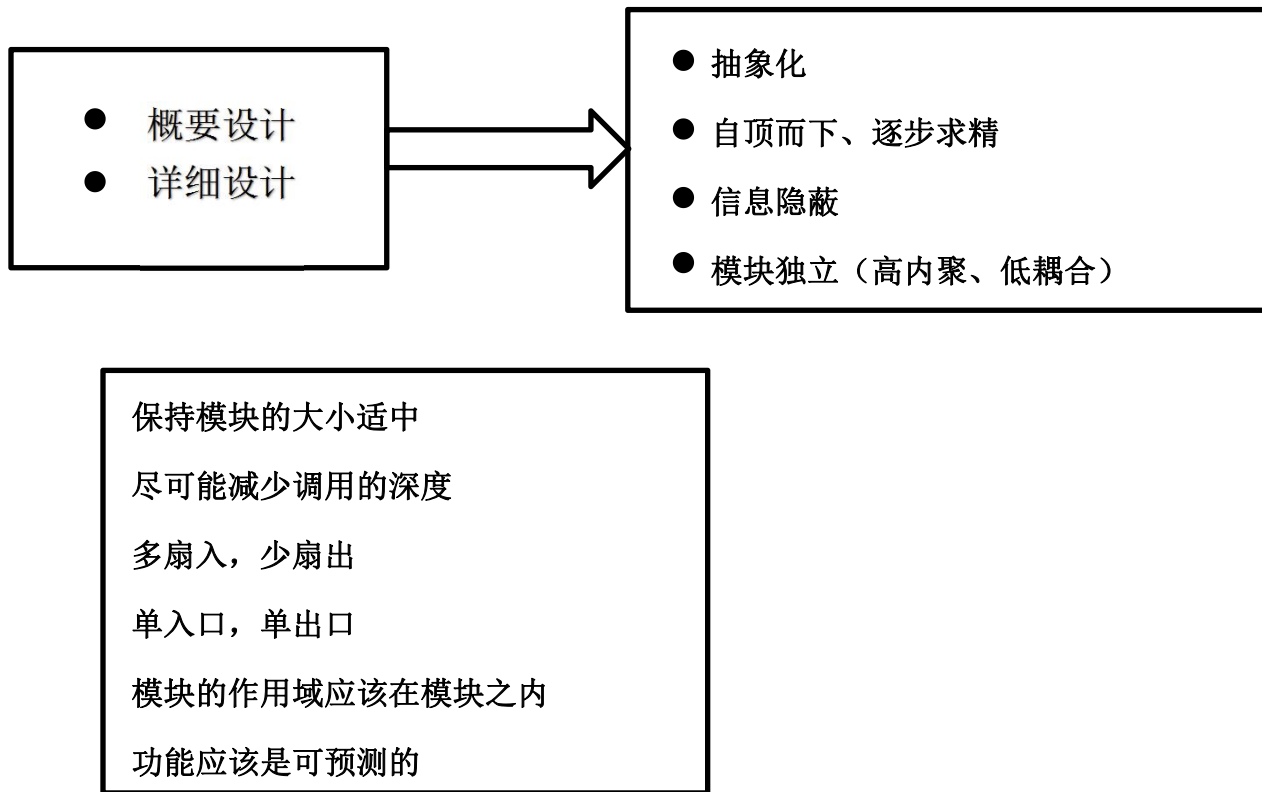 ● 概要设计
● 详细设计
● 抽象化
● 自顶而下、逐步求精
● 信息隐蔽
● 模块独立（高内聚、低耦合）
保持模块的大小适中
尽可能减少调用的深度
多扇入，少扇出
单入口，单出口
模块的作用域应该在模块之内
功能应该是可预测的